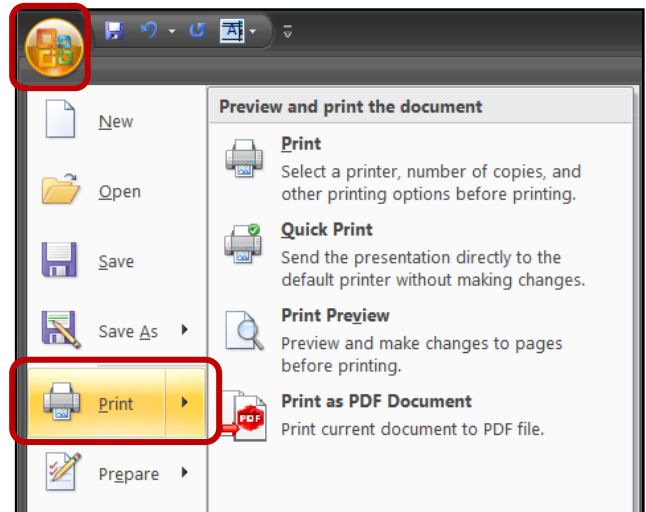 New
Open
Save
Save As
Print
Prepare
Preview and print the document
Print
Select a printer, number of copies, and
other printing options before printing.
Quick Print
Send the presentation directly to the
default printer without making changes.
Print Preview
Preview and make changes to pages
before printing.
Print as PDF Document
Print current document to PDF file.
PDF
A